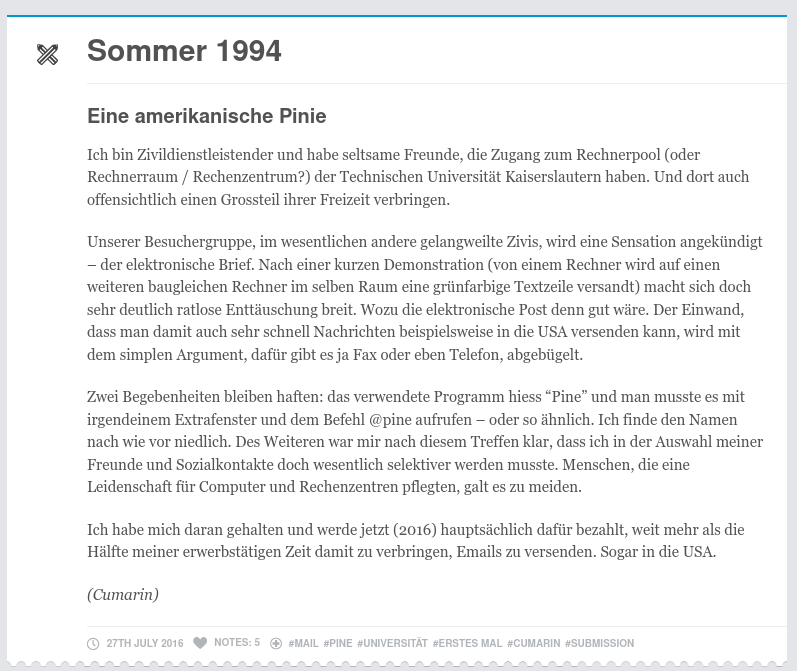 Sommer 1994
Eine amerikanische Pinie
Ich bin Zivildienstleistender und habe seltsame Freunde, die Zugang zum Rechnerpool (oder
Rechnerraum / Rechenzentrum?) der Technischen Universität Kaiserslautern haben. Und dort auch
offensichtlich einen Grossteil ihrer Freizeit verbringen.
Unserer Besuchergruppe, im wesentlichen andere gelangweilte Zivis, wird eine Sensation angekündigt
– der elektronische Brief. Nach einer kurzen Demonstration (von einem Rechner wird auf einen
weiteren baugleichen Rechner im selben Raum eine grünfarbige Textzeile versandt) macht sich doch
sehr deutlich ratlose Enttäuschung breit. Wozu die elektronische Post denn gut wäre. Der Einwand,
dass man damit auch sehr schnell Nachrichten beispielsweise in die USA versenden kann, wird mit
dem simplen Argument, dafür gibt es ja Fax oder eben Telefon, abgebügelt.
Zwei Begebenheiten bleiben haften: das verwendete Programm hiess “Pine” und man musste es mit
irgendeinem Extrafenster und dem Befehl @pine aufrufen – oder so ähnlich. Ich finde den Namen
nach wie vor niedlich. Des Weiteren war mir nach diesem Treffen klar, dass ich in der Auswahl meiner
Freunde und Sozialkontakte doch wesentlich selektiver werden musste. Menschen, die eine
Leidenschaft für Computer und Rechenzentren pflegten, galt es zu meiden.
Ich habe mich daran gehalten und werde jetzt (2016) hauptsächlich dafür bezahlt, weit mehr als die
Hälfte meiner erwerbstätigen Zeit damit zu verbringen, Emails zu versenden. Sogar in die USA.
(Cumarin)
27TH JULY 2016 NOTES: 5 #MAIL #PINE #UNIVERSITÄT #ERSTES MAL #CUMARIN #SUBMISSION